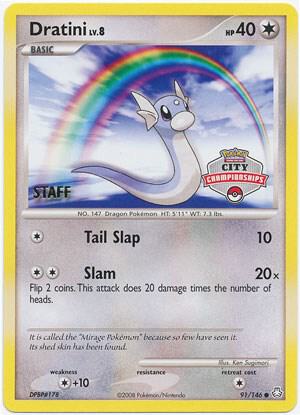 Dratini LV.8 HP 40
BASIC
Pokémon
CITY
CHAMPIONSHIPS
STAFF
NO. 147 Dragon Pokémon HT: 5'11" WT: 7.3 lbs.
Tail Slap 10
Slam 20x
Flip 2 coins. This attack does 20 damage times the number of
heads.
It is called the "Mirage Pokémon" because so few have seen it.
Its shed skin has been found.
Illus. Ken Sugimori
weakness resistance retreat cost
+10
DPBP#178 ©2008 Pokémon/Nintendo 91/146